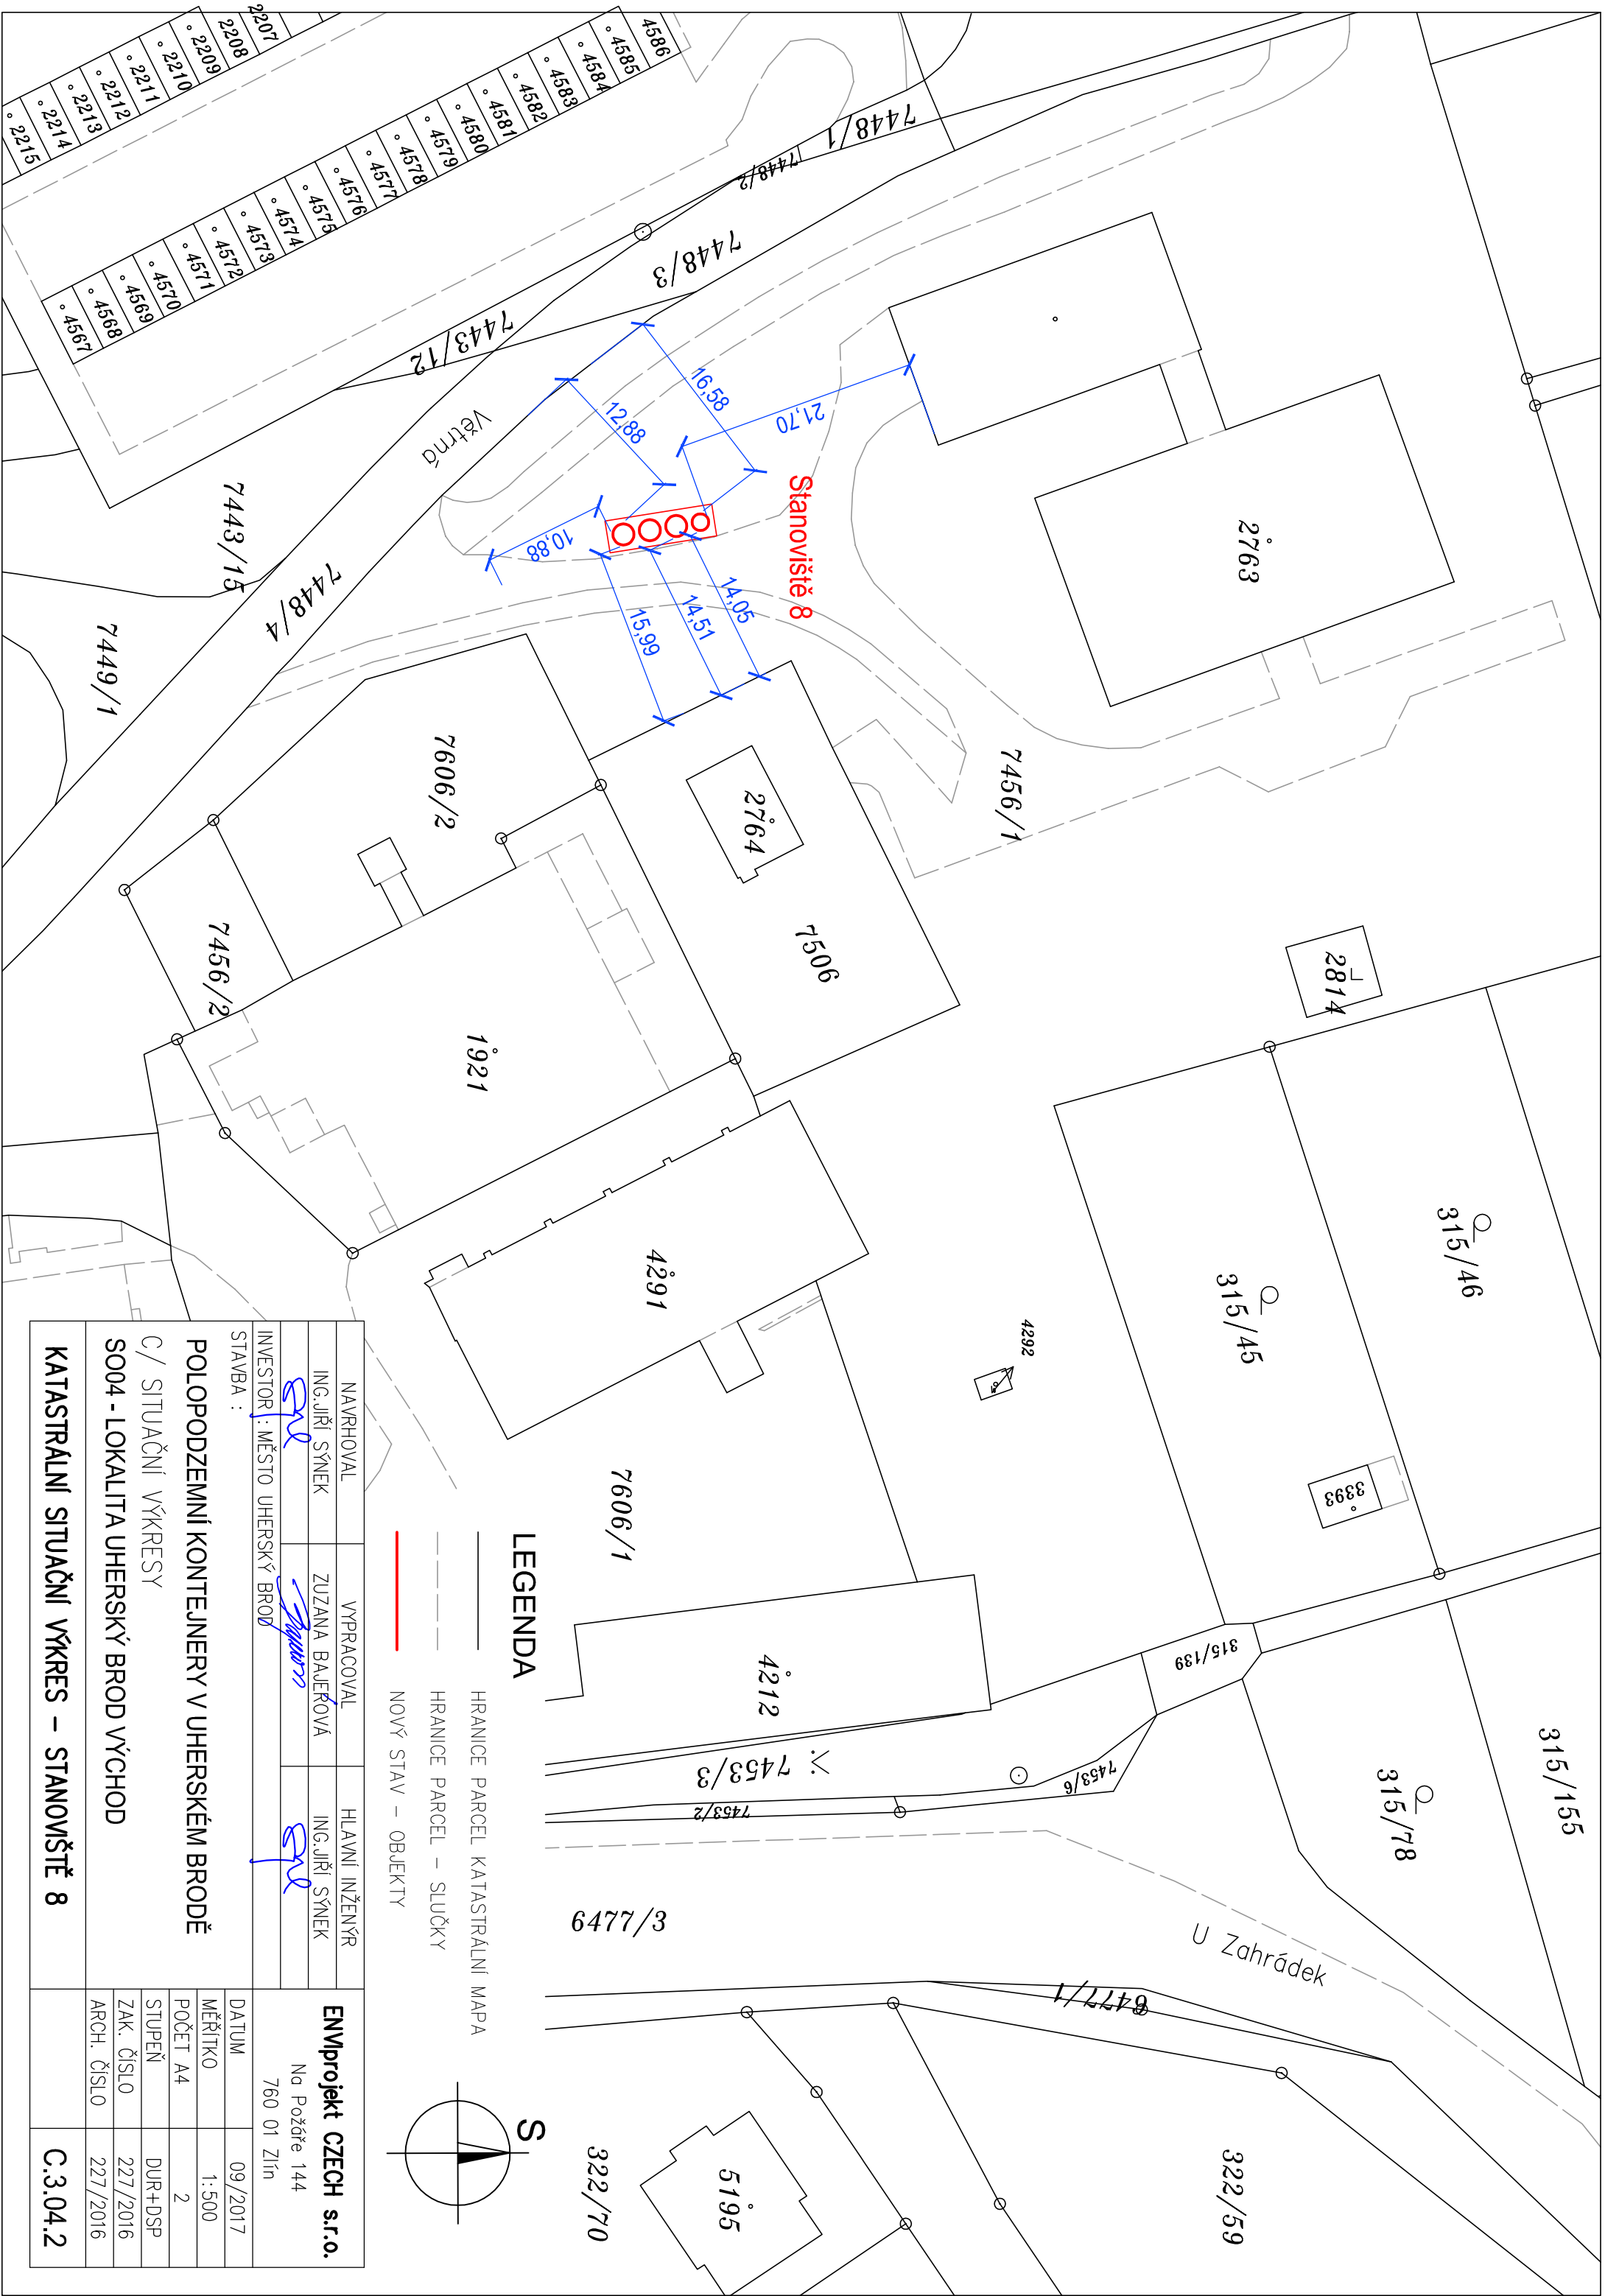 2207
2208
2209
2210
2211
2212
2213
2214
2215
4586
4585
4584
4583
4582
4581
4580
4579
4578
4577
4576
4575
4574
4573
4572
4571
4570
4569
4568
4567
7448/1
7448/2
7448/3
7443/12
Větrná
7443/15
7448/4
7449/1
16,58
12,88
21,70
10,88
14,05
14,51
15,99
Stanoviště 8
2763
7456/1
7606/2
2764
7506
7456/2
1921
2814
4291
4292
315/46
315/45
3393
7606/1
4212
315/139
7453/3
7453/2
7453/6
315/155
315/78
6477/3
U Zahrádek
6477/1
322/70
5195
322/59
S
LEGENDA
HRANICE PARCEL KATASTRÁLNÍ MAPA
HRANICE PARCEL – SLUČKY
NOVÝ STAV – OBJEKTY
NAVRHOVAL VYPRACOVAL HLAVNÍ INŽENÝR
ING.JIŘÍ SÝNEK ZUZANA BAJEROVÁ ING.JIŘÍ SÝNEK
INVESTOR : MĚSTO UHERSKÝ BROD
STAVBA :
POLOPODZEMNÍ KONTEJNERY V UHERSKÉM BRODĚ
C/ SITUAČNÍ VÝKRESY
SO04 - LOKALITA UHERSKÝ BROD VÝCHOD
KATASTRÁLNÍ SITUAČNÍ VÝKRES – STANOVIŠTĚ 8
ENVIprojekt CZECH s.r.o.
Na Požáře 144
760 01 Zlín
DATUM 09/2017
MĚŘÍTKO 1:500
POČET A4 2
STUPEŇ DUR+DSP
ZAK. ČÍSLO 227/2016
ARCH. ČÍSLO 227/2016
C.3.04.2